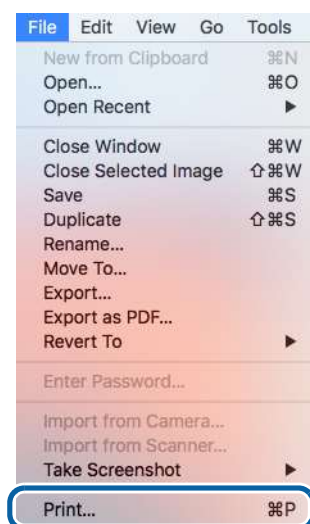 File Edit View Go Tools
New from Clipboard ⌘N
Open... ⌘O
Open Recent ▶
Close Window ⌘W
Close Selected Image ⇧⌘W
Save ⌘S
Duplicate ⇧⌘S
Rename...
Move To...
Export...
Export as PDF...
Revert To ▶
Enter Password...
Import from Camera...
Import from Scanner...
Take Screenshot ▶
Print... ⌘P